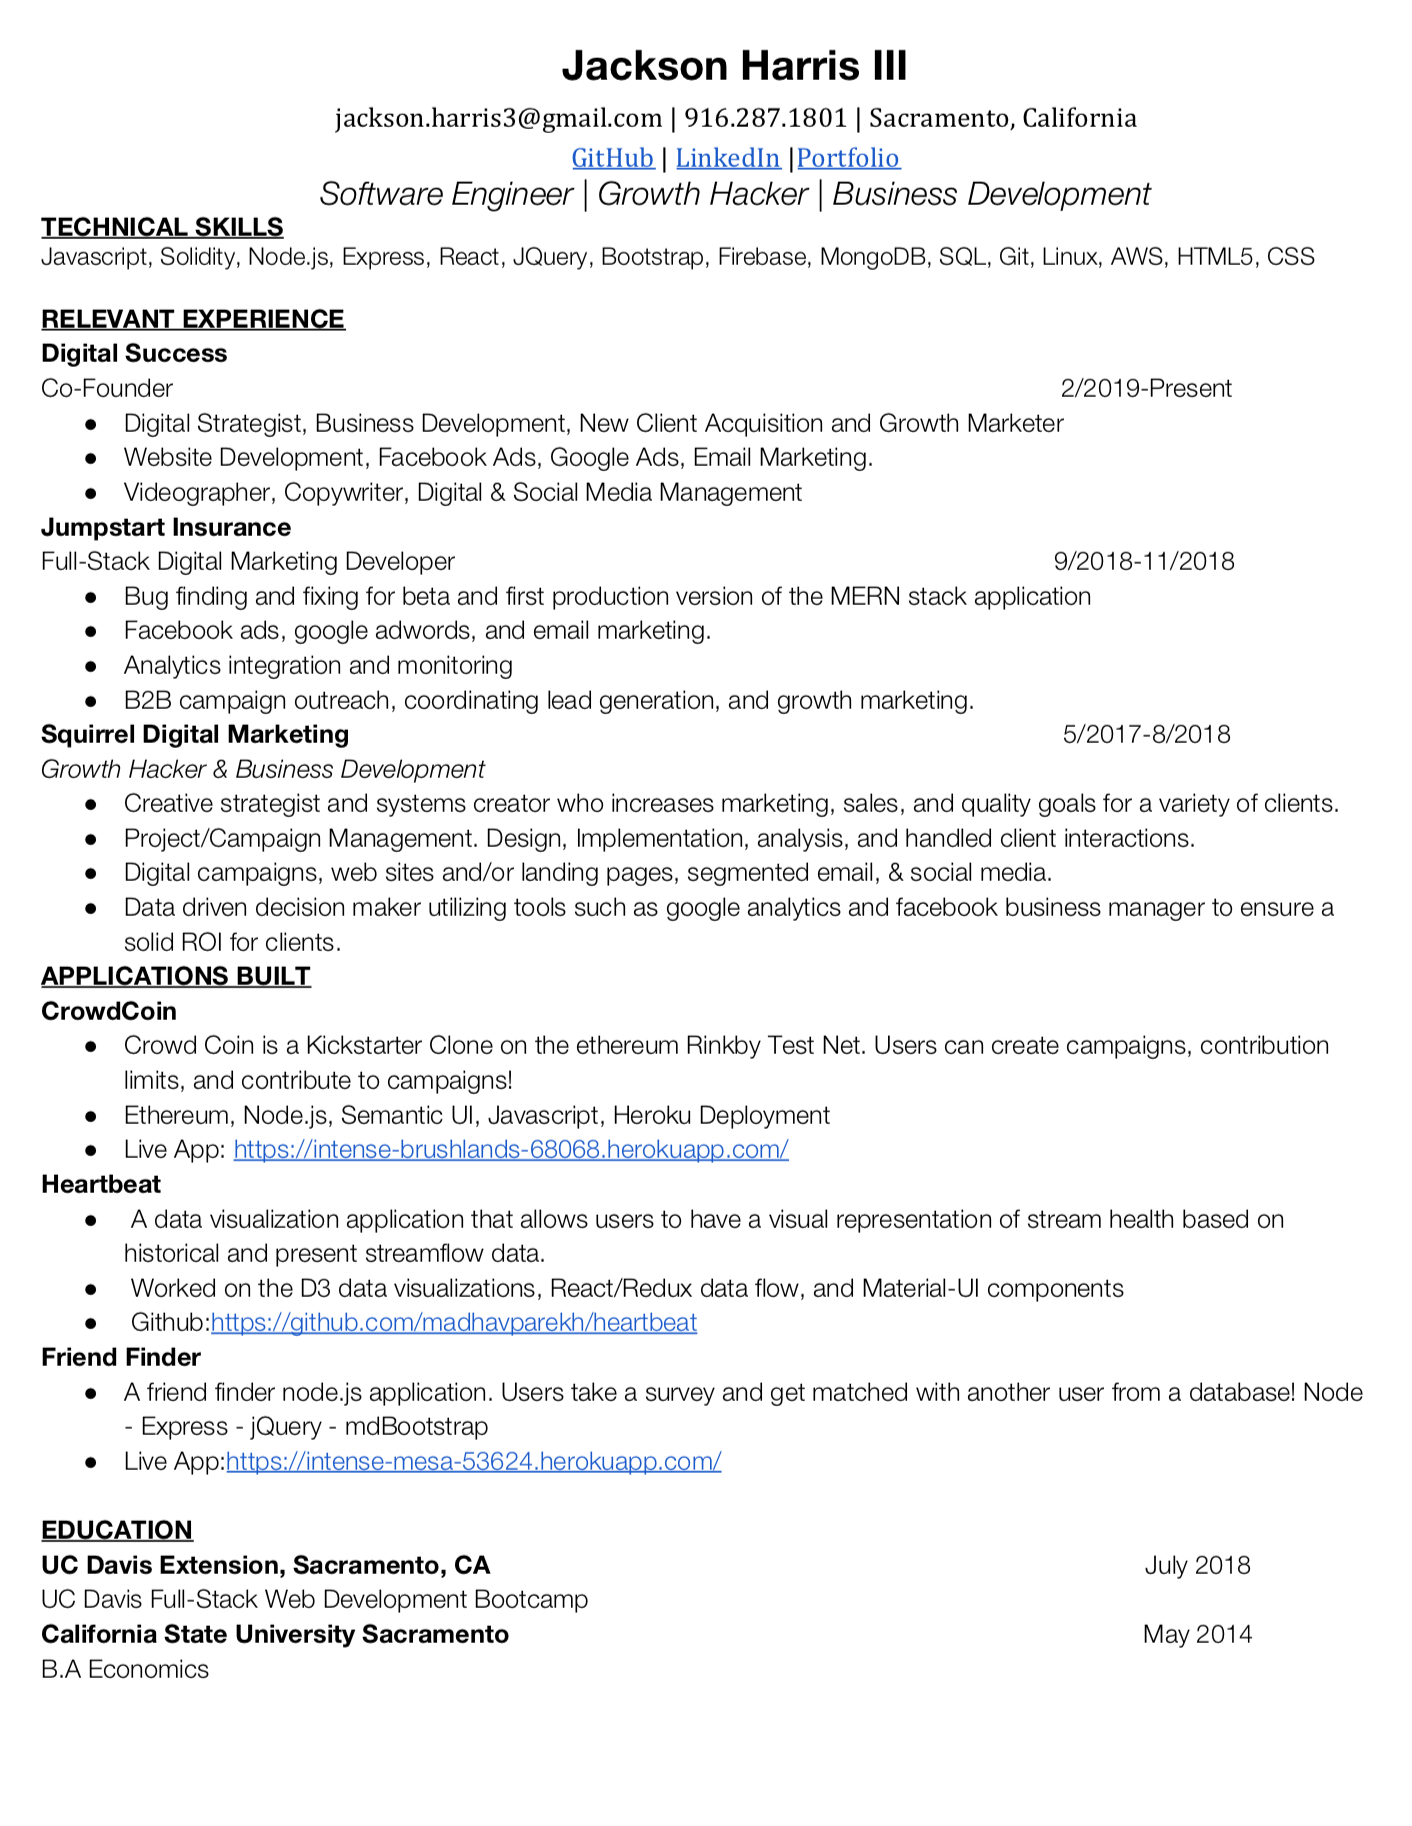 Jackson Harris III
jackson.harris3@gmail.com | 916.287.1801 | Sacramento, California
GitHub | LinkedIn |Portfolio
Software Engineer | Growth Hacker | Business Development
TECHNICAL SKILLS
Javascript, Solidity, Node.js, Express, React, JQuery, Bootstrap, Firebase, MongoDB, SQL, Git, Linux, AWS, HTML5, CSS
RELEVANT EXPERIENCE
Digital Success
Co-Founder 2/2019-Present
● Digital Strategist, Business Development, New Client Acquisition and Growth Marketer
● Website Development, Facebook Ads, Google Ads, Email Marketing.
● Videographer, Copywriter, Digital & Social Media Management
Jumpstart Insurance
Full-Stack Digital Marketing Developer 9/2018-11/2018
● Bug finding and fixing for beta and first production version of the MERN stack application
● Facebook ads, google adwords, and email marketing.
● Analytics integration and monitoring
● B2B campaign outreach, coordinating lead generation, and growth marketing.
Squirrel Digital Marketing 5/2017-8/2018
Growth Hacker & Business Development
● Creative strategist and systems creator who increases marketing, sales, and quality goals for a variety of clients.
● Project/Campaign Management. Design, Implementation, analysis, and handled client interactions.
● Digital campaigns, web sites and/or landing pages, segmented email, & social media.
● Data driven decision maker utilizing tools such as google analytics and facebook business manager to ensure a
solid ROI for clients.
APPLICATIONS BUILT
CrowdCoin
● Crowd Coin is a Kickstarter Clone on the ethereum Rinkby Test Net. Users can create campaigns, contribution
limits, and contribute to campaigns!
● Ethereum, Node.js, Semantic UI, Javascript, Heroku Deployment
● Live App: https://intense-brushlands-68068.herokuapp.com/
Heartbeat
● A data visualization application that allows users to have a visual representation of stream health based on
historical and present streamflow data.
● Worked on the D3 data visualizations, React/Redux data flow, and Material-UI components
● Github:https://github.com/madhavparekh/heartbeat
Friend Finder
● A friend finder node.js application. Users take a survey and get matched with another user from a database! Node
- Express - jQuery - mdBootstrap
● Live App:https://intense-mesa-53624.herokuapp.com/
EDUCATION
UC Davis Extension, Sacramento, CA July 2018
UC Davis Full-Stack Web Development Bootcamp
California State University Sacramento May 2014
B.A Economics